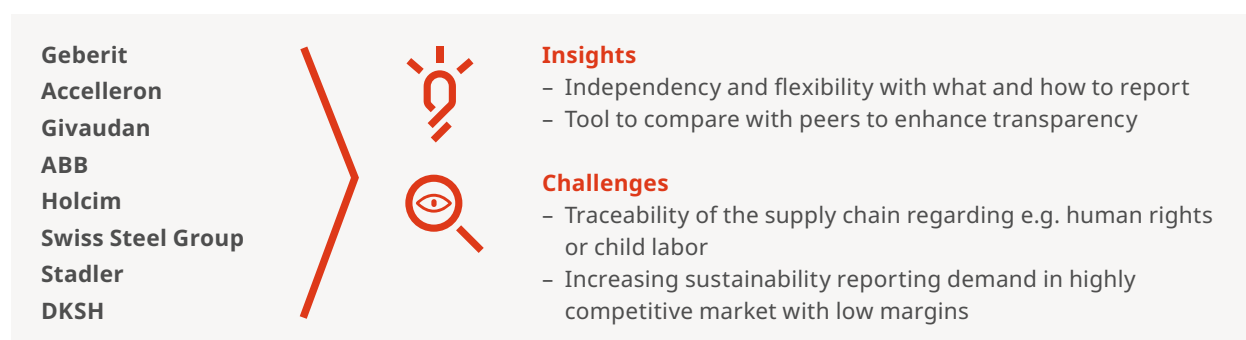 Geberit
Accelleron
Givaudan
ABB
Holcim
Swiss Steel Group
Stadler
DKSH
Insights
– Independency and flexibility with what and how to report
– Tool to compare with peers to enhance transparency
Challenges
– Traceability of the supply chain regarding e.g. human rights
or child labor
– Increasing sustainability reporting demand in highly
competitive market with low margins